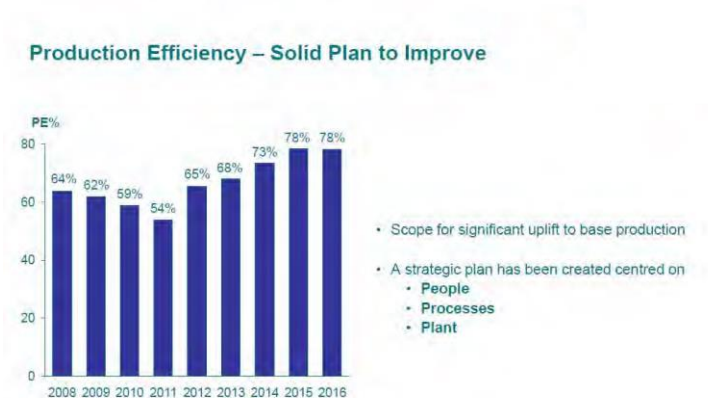 Production Efficiency – Solid Plan to Improve
PE%
80
60
40
20
0
64%
62%
59%
54%
65%
68%
73%
78%
78%
2008 2009 2010 2011 2012 2013 2014 2015 2016
• Scope for significant uplift to base production
• A strategic plan has been created centred on
• People
• Processes
• Plant